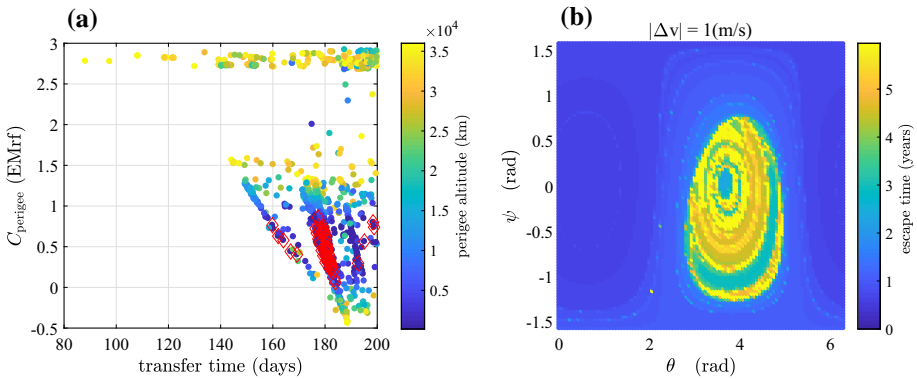 (a)
×10⁴
3
2.5
2
1.5
1
0.5
0
-0.5
C_perigee (EMrf)
80 100 120 140 160 180 200
transfer time (days)
3.5
3
2.5
2
1.5
1
0.5
perigee altitude (km)
(b)
|Δv| = 1(m/s)
1.5
1
0.5
0
-0.5
-1
-1.5
ψ (rad)
0 2 4 6
θ (rad)
5
4
3
2
1
0
escape time (years)